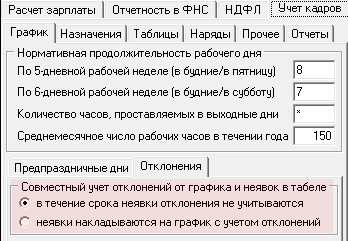 Расчет зарплаты Отчетность в ФНС НДФЛ Учет кадров
График Назначения Таблицы Наряды Прочее Отчеты
Нормативная продолжительность рабочего дня
По 5-дневной рабочей неделе (в будние/в пятницу) 8
По 6-дневной рабочей неделе (в будние/в субботу) 7
Количество часов, проставляемых в выходные дни *
Среднемесячное число рабочих часов в течении года 150
Предпраздничные дни Отклонения
Совместный учет отклонений от графика и неявок в табеле
в течение срока неявки отклонения не учитываются
неявки накладываются на график с учетом отклонений